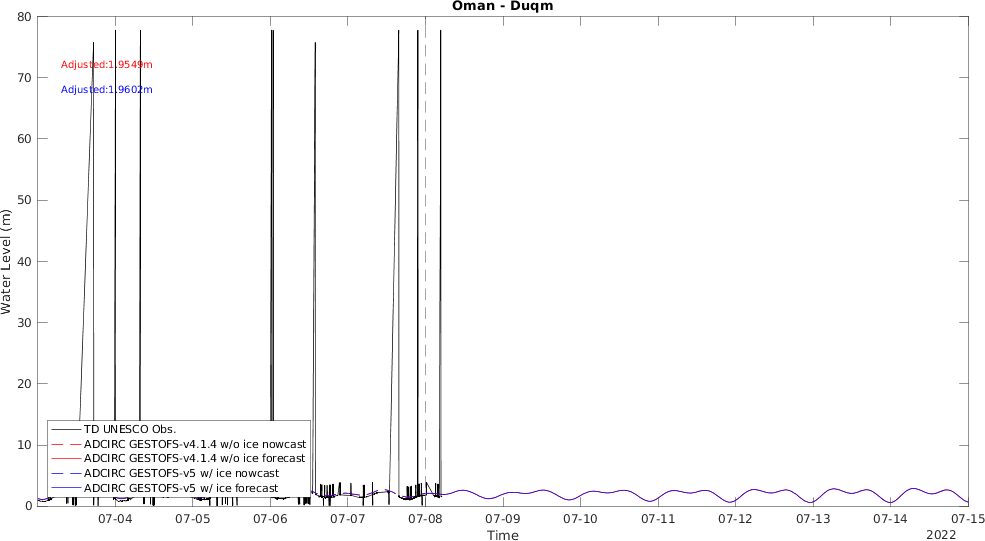 Oman - Duqm
80
70
60
50
40
30
20
10
0
Water Level (m)
Adjusted:1.9549m
Adjusted:1.9602m
TD UNESCO Obs.
ADCIRC GESTOFS-v4.1.4 w/o ice nowcast
ADCIRC GESTOFS-v4.1.4 w/o ice forecast
ADCIRC GESTOFS-v5 w/ ice nowcast
ADCIRC GESTOFS-v5 w/ ice forecast
07-04 07-05 07-06 07-07 07-08 07-09 07-10 07-11 07-12 07-13 07-14 07-15
Time
2022